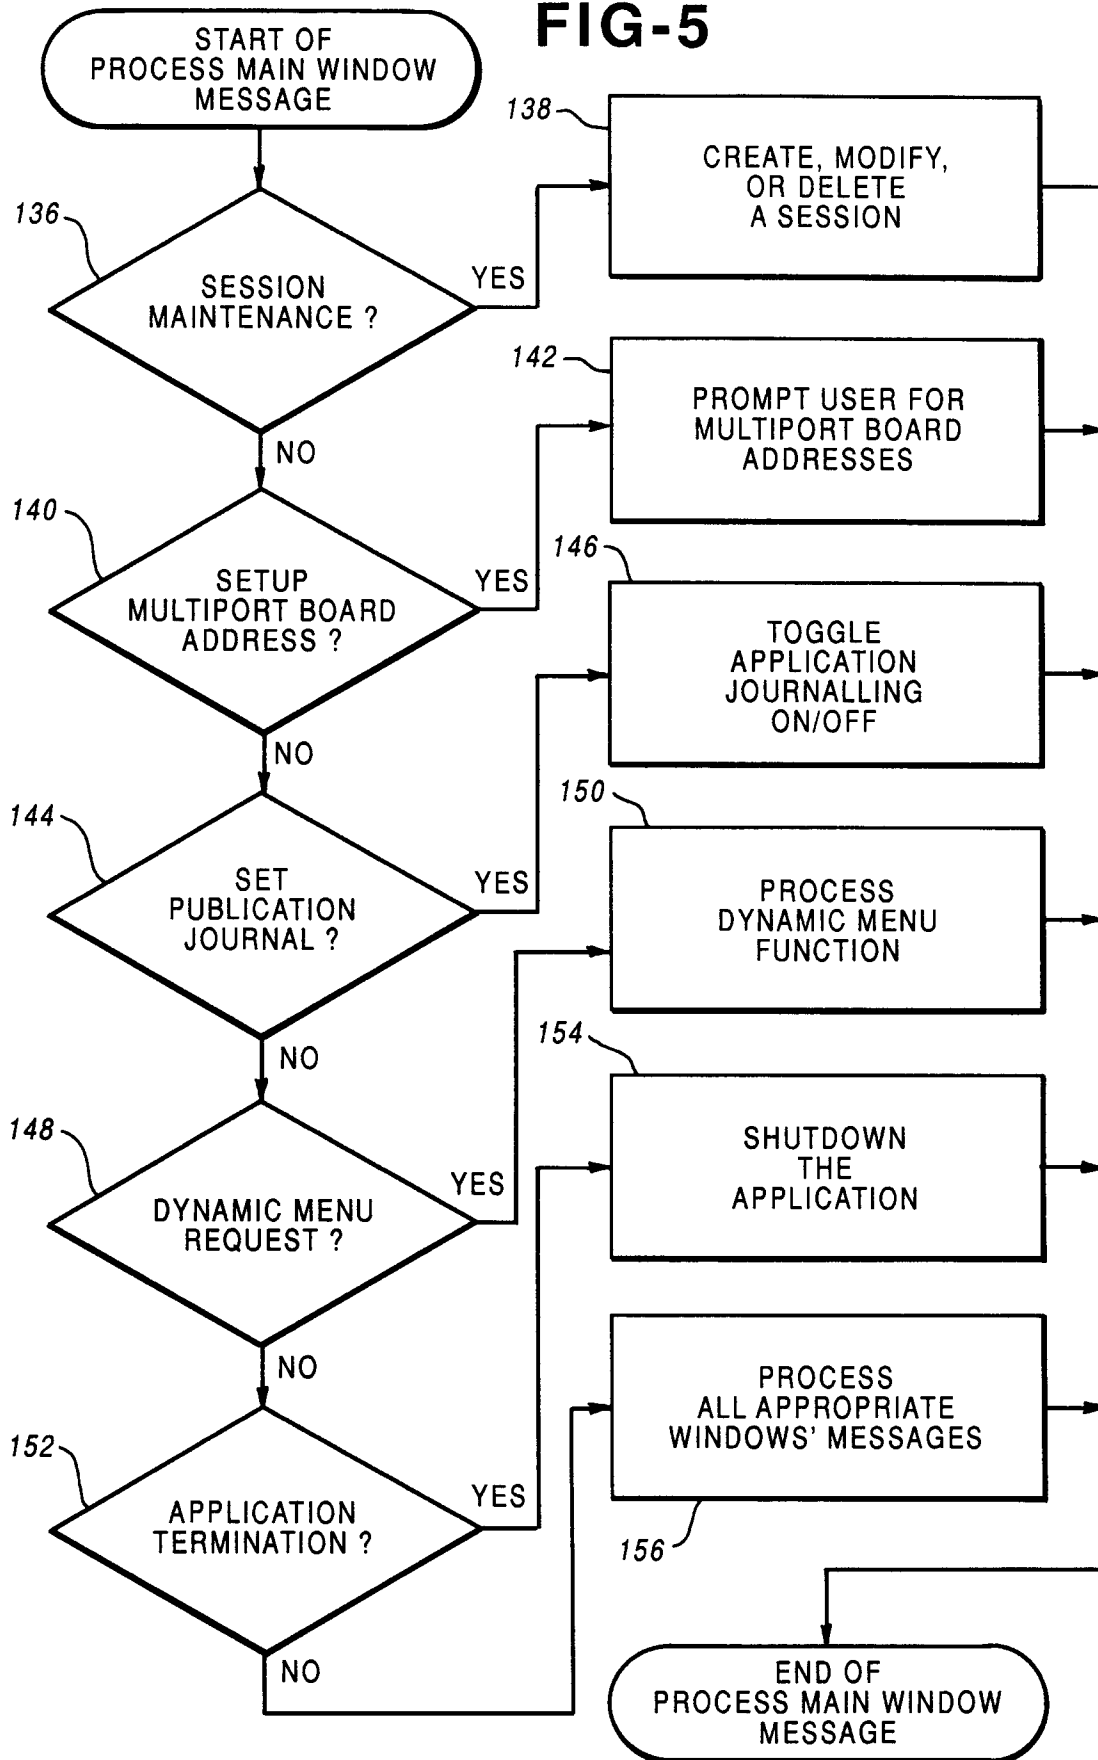 FIG-5
START OF
PROCESS MAIN WINDOW
MESSAGE
136
SESSION
MAINTENANCE ?
YES
NO
138
CREATE, MODIFY,
OR DELETE
A SESSION
140
SETUP
MULTIPORT BOARD
ADDRESS ?
YES
NO
142
PROMPT USER FOR
MULTIPORT BOARD
ADDRESSES
144
SET
PUBLICATION
JOURNAL ?
YES
NO
146
TOGGLE
APPLICATION
JOURNALLING
ON/OFF
148
DYNAMIC MENU
REQUEST ?
YES
NO
150
PROCESS
DYNAMIC MENU
FUNCTION
152
APPLICATION
TERMINATION ?
YES
NO
154
SHUTDOWN
THE
APPLICATION
PROCESS
ALL APPROPRIATE
WINDOWS' MESSAGES
156
END OF
PROCESS MAIN WINDOW
MESSAGE